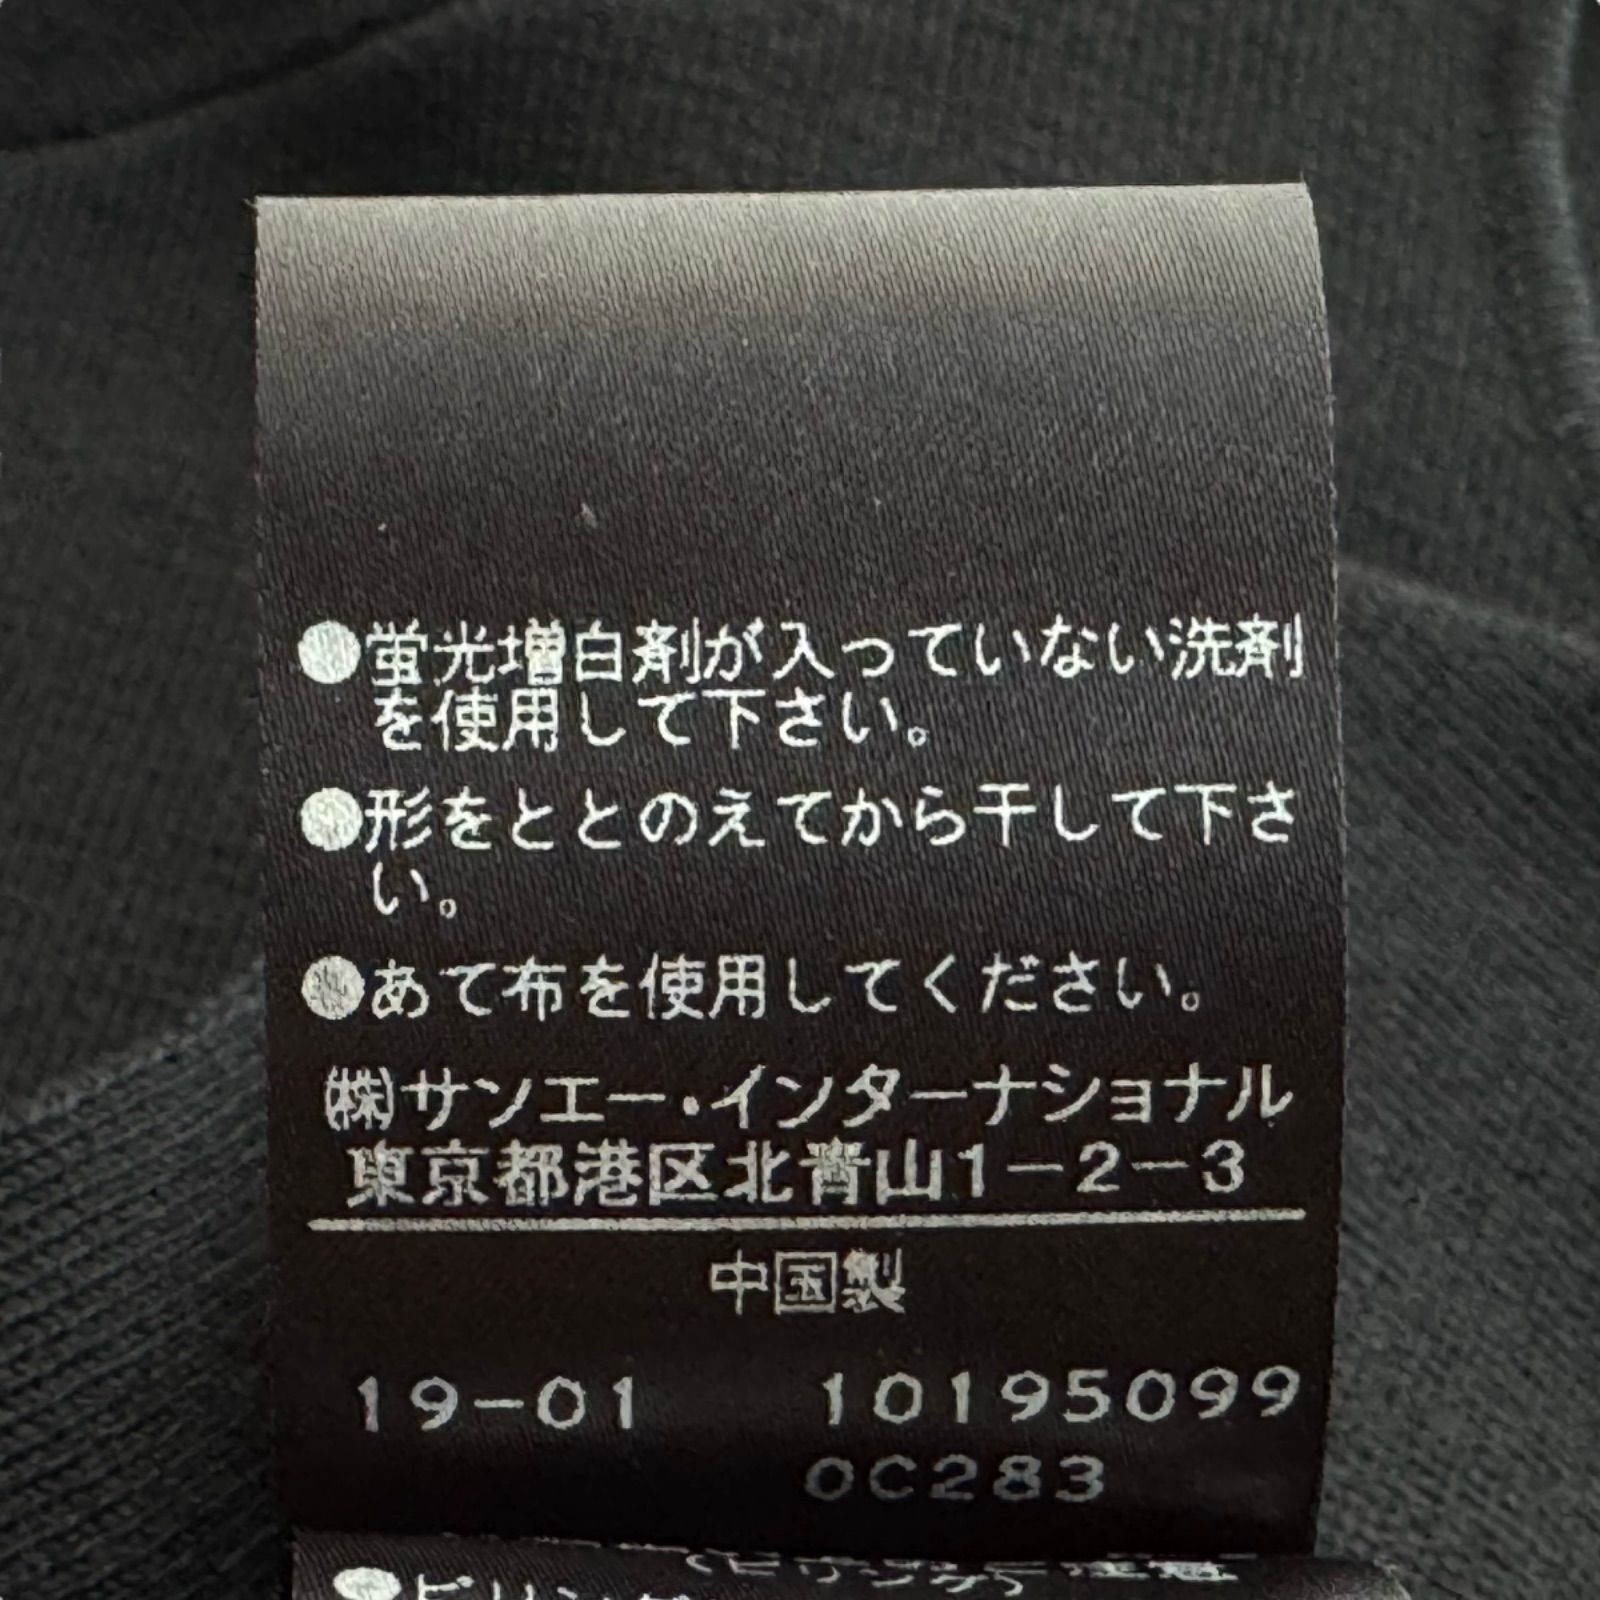 ●蛍光増白剤が入っていない洗剤
を使用して下さい。
●形をととのえてから干して下さ
い。
●あて布を使用してください。
㈱サンエー・インターナショナル
東京都港区北青山1-2-3
中国製
19-01 10195099
0C283
●ピリング